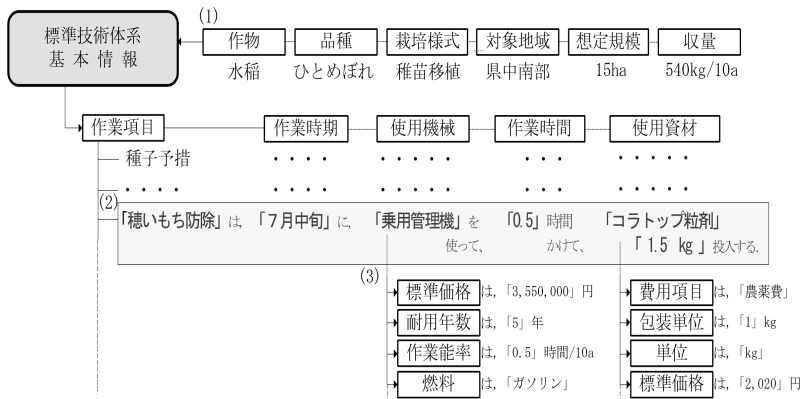 (1)
標準技術体系
基本情報
作物 品種 栽培様式 対象地域 想定規模 収量
水稲 ひとめぼれ 稚苗移植 県中南部 15ha 540kg/10a
作業項目 作業時期 使用機械 作業時間 使用資材
種子予措 ・・・・ ・・・・・ ・・・ ・・・・・
・・・・ ・・・・ ・・・・・ ・・・ ・・・・・
(2)
「穂いもち防除」は、「７月中旬」に、「乗用管理機」を 「0.5」時間 「コラトップ粒剤」
使って、 かけて、 「1.5 kg」投入する.
(3)
標準価格 は,「3,550,000」円 費用項目 は,「農薬費」
耐用年数 は,「5」年 包装単位 は,「1」kg
作業能率 は,「0.5」時間/10a 単位 は,「kg」
燃料 は,「ガソリン」 標準価格 は,「2,020」円